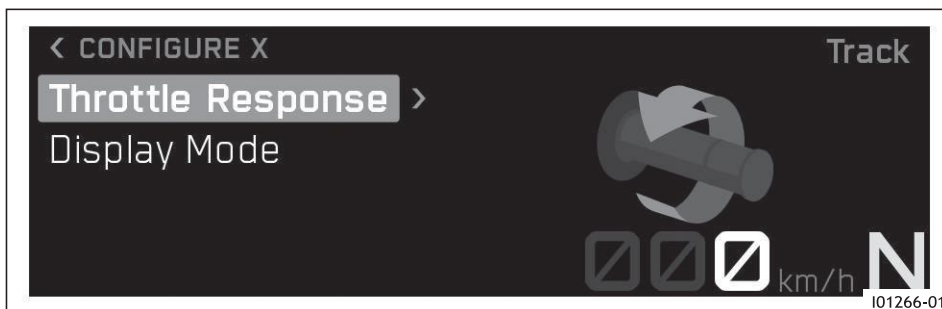 < CONFIGURE X
Track
Throttle Response >
Display Mode
000 km/h N
I01266-01